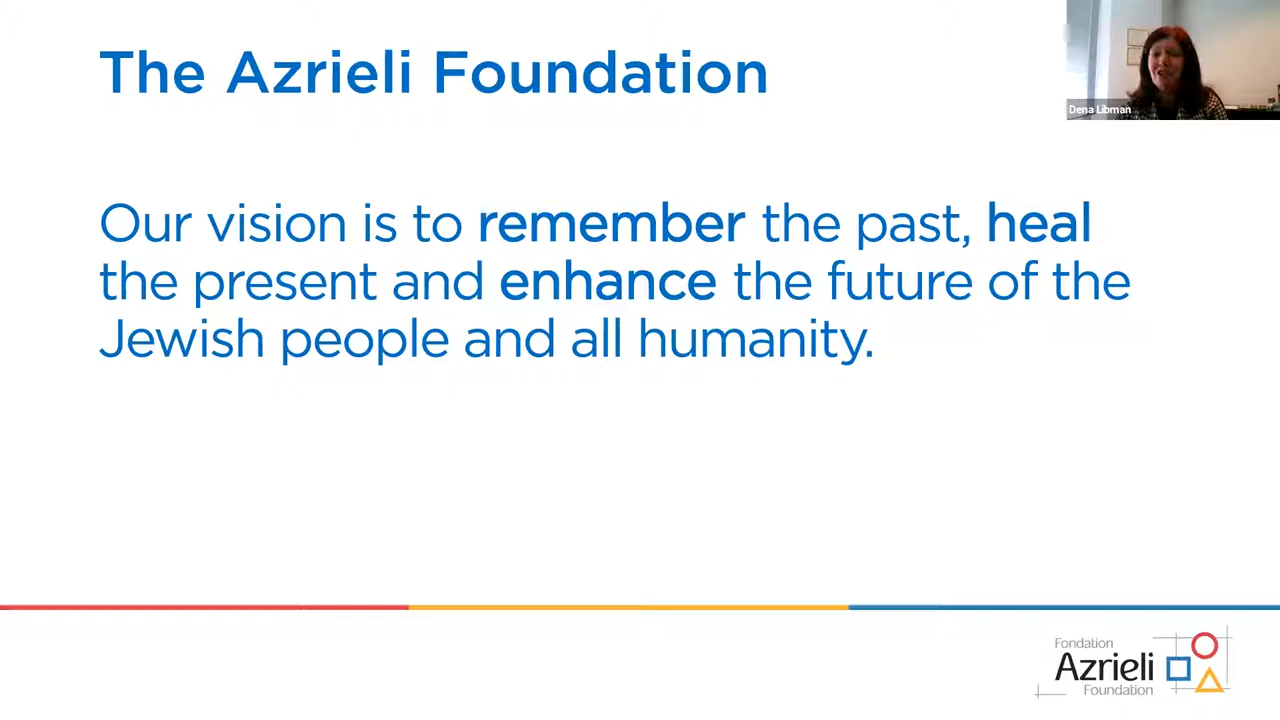 The Azrieli Foundation
Dena Libman
Our vision is to remember the past, heal
the present and enhance the future of the
Jewish people and all humanity.
Fondation
Azrieli
Foundation